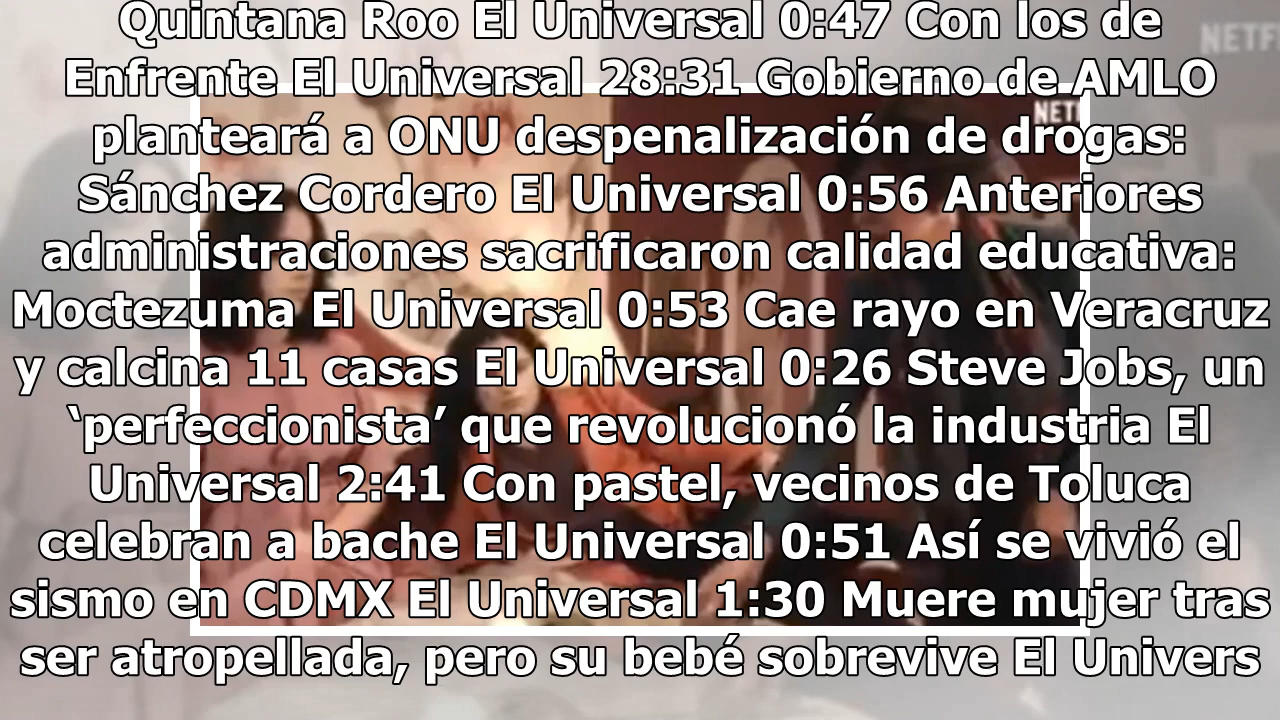 Quintana Roo El Universal 0:47 Con los de
Enfrente El Universal 28:31 Gobierno de AMLO
planteará a ONU despenalización de drogas:
Sánchez Cordero El Universal 0:56 Anteriores
administraciones sacrificaron calidad educativa:
Moctezuma El Universal 0:53 Cae rayo en Veracruz
y calcina 11 casas El Universal 0:26 Steve Jobs, un
‘perfeccionista’ que revolucionó la industria El
Universal 2:41 Con pastel, vecinos de Toluca
celebran a bache El Universal 0:51 Así se vivió el
sismo en CDMX El Universal 1:30 Muere mujer tras
ser atropellada, pero su bebé sobrevive El Univers
NETF
NET